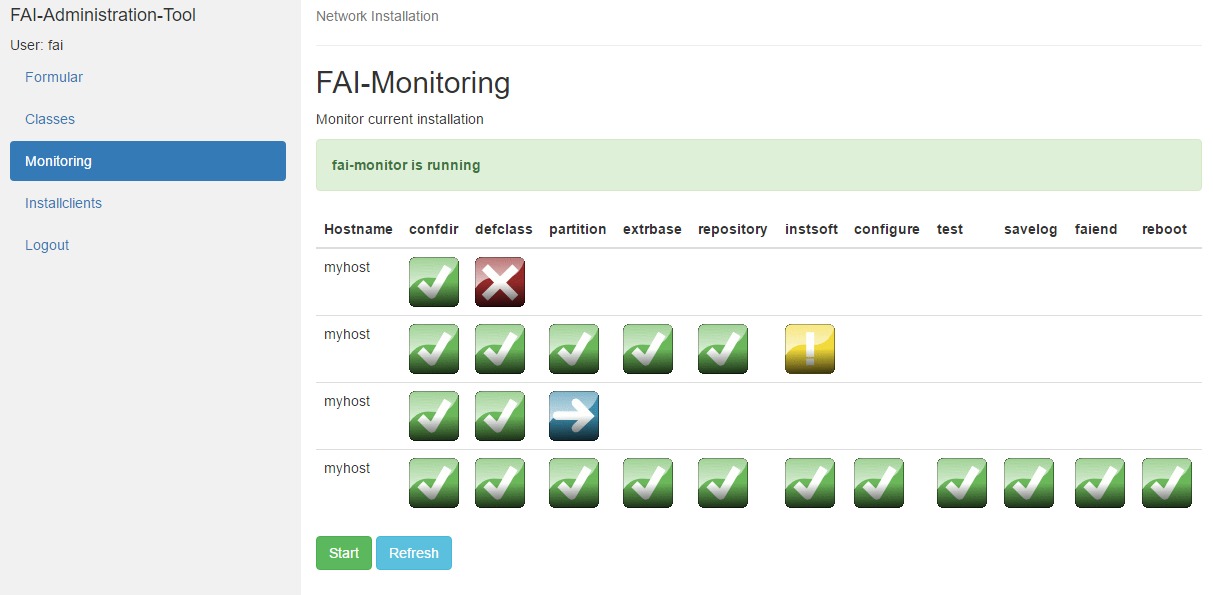 FAI-Administration-Tool
User: fai
Formular
Classes
Monitoring
Installclients
Logout
Network Installation
FAI-Monitoring
Monitor current installation
fai-monitor is running
Hostname confdir defclass partition extrbase repository instsoft configure test savelog faiend reboot
myhost
myhost
myhost
myhost
Start Refresh